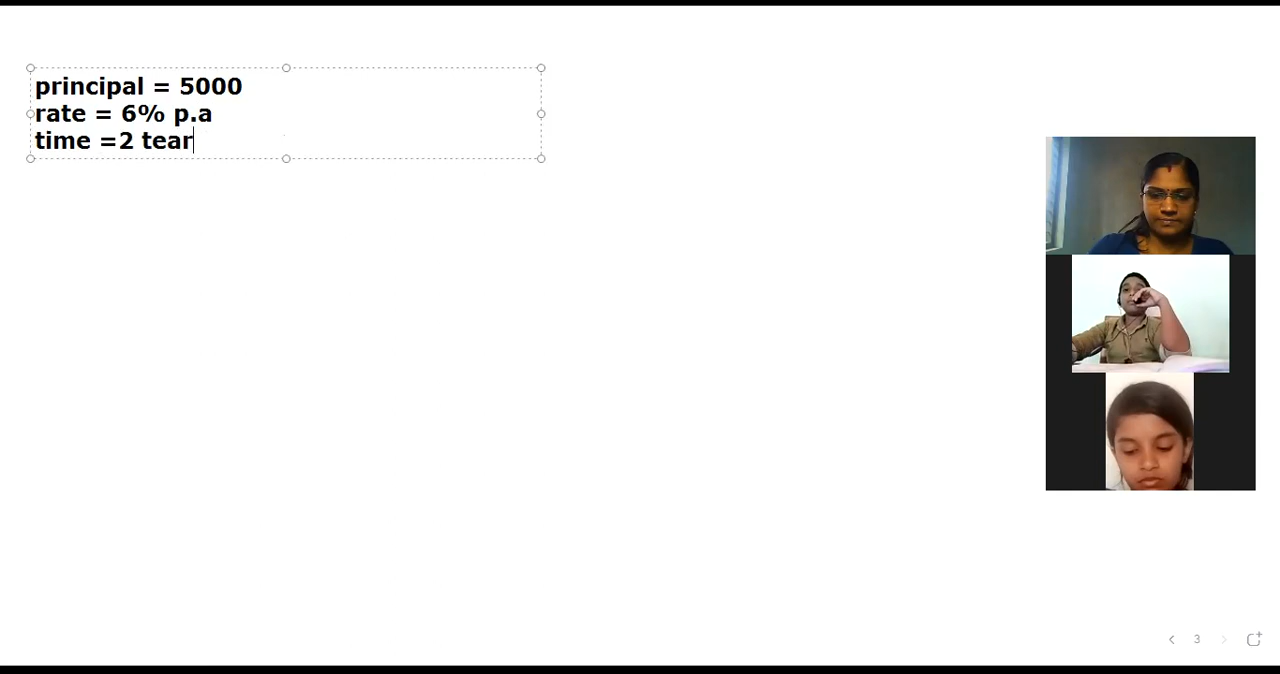 principal = 5000
rate = 6% p.a
time =2 tear
3